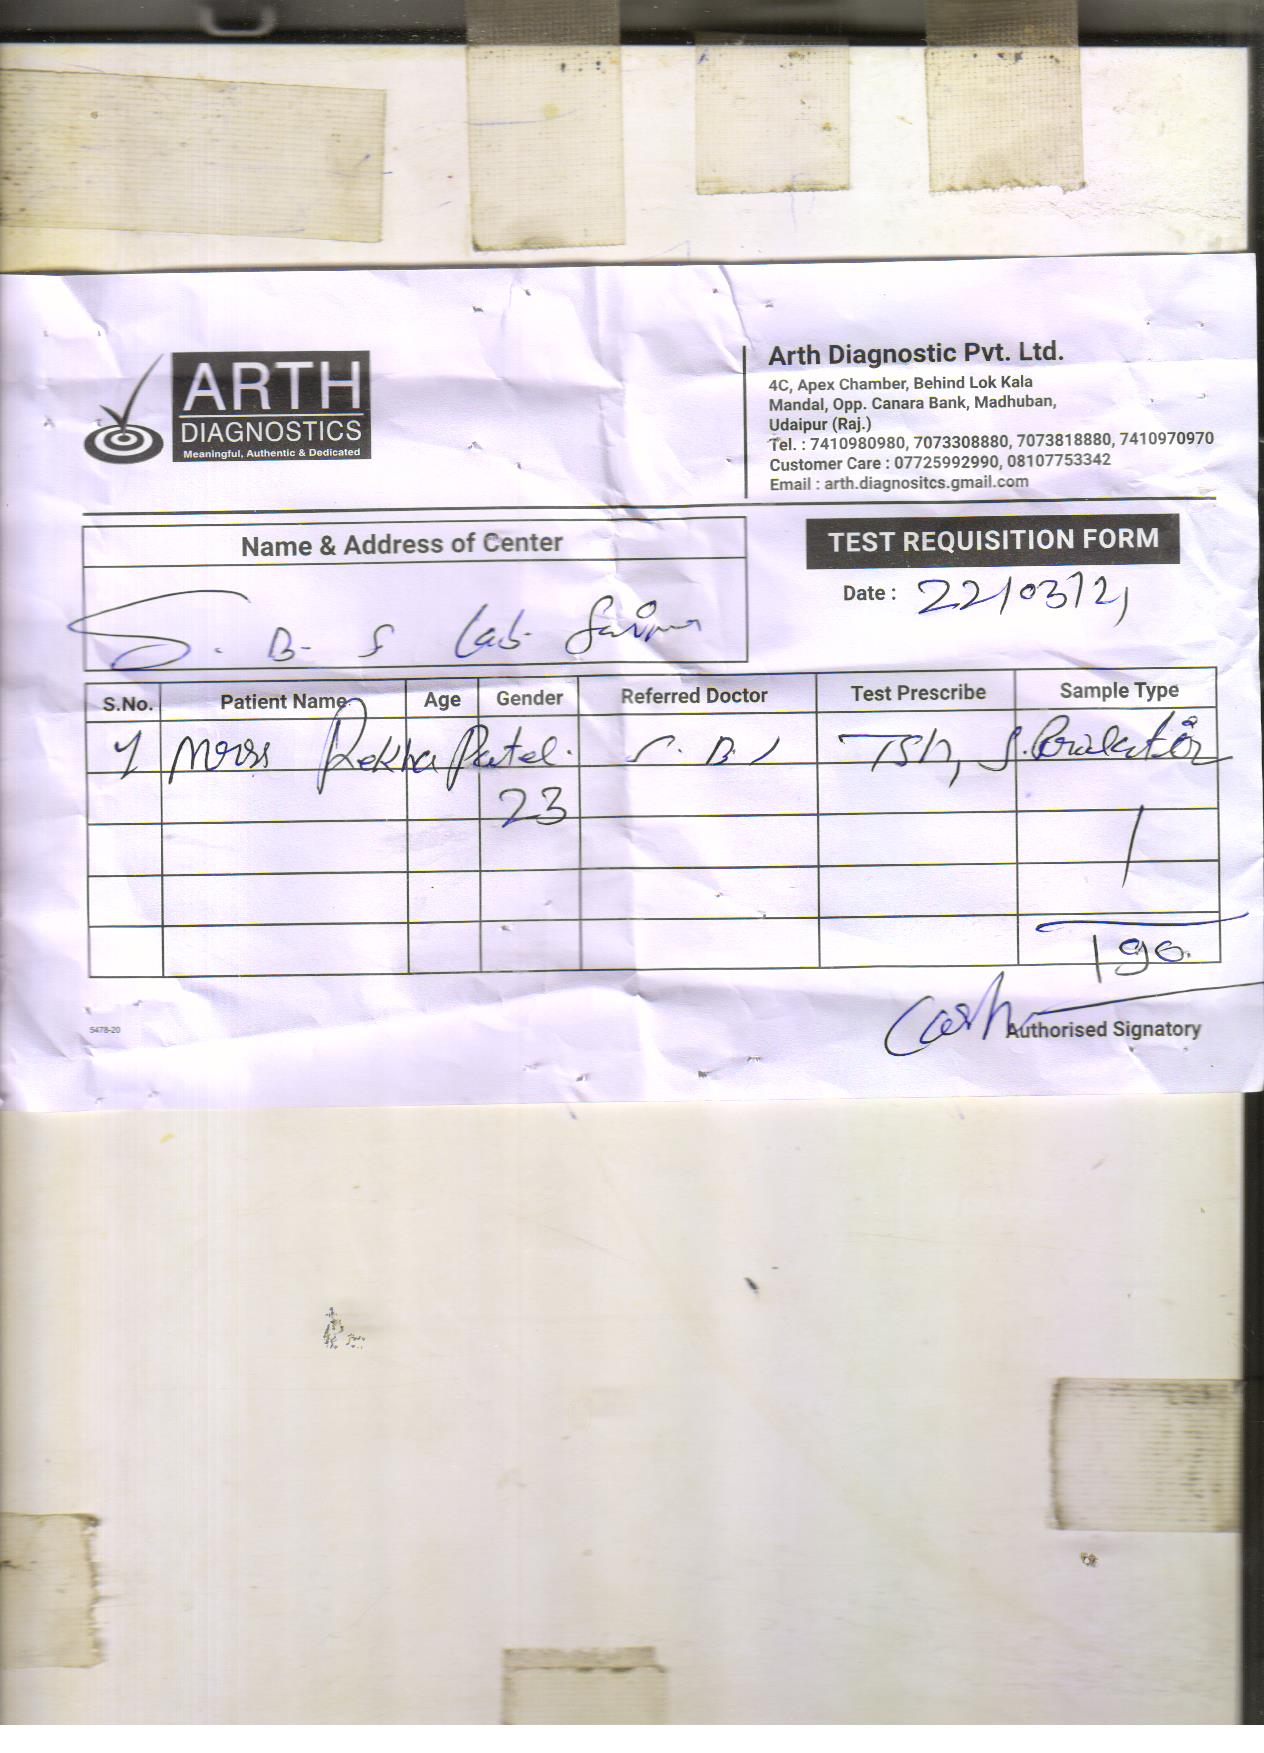 ARTH
DIAGNOSTICS
Meaningful, Authentic & Dedicated
Arth Diagnostic Pvt. Ltd.
4C, Apex Chamber, Behind Lok Kala
Mandal, Opp. Canara Bank, Madhuban,
Udaipur (Raj.)
Tel. : 7410980980, 7073308880, 7073818880, 7410970970
Customer Care : 07725992990, 08107753342
Email : arth.diagnositcs.gmail.com
Name & Address of Center
S. B. S Lab
TEST REQUISITION FORM
Date : 22/03/21
S.No. Patient Name Age Gender Referred Doctor Test Prescribe Sample Type
1 Rekha Patel. TSH, S. Prolactin
23
190
Cash
Authorised Signatory
5478-20